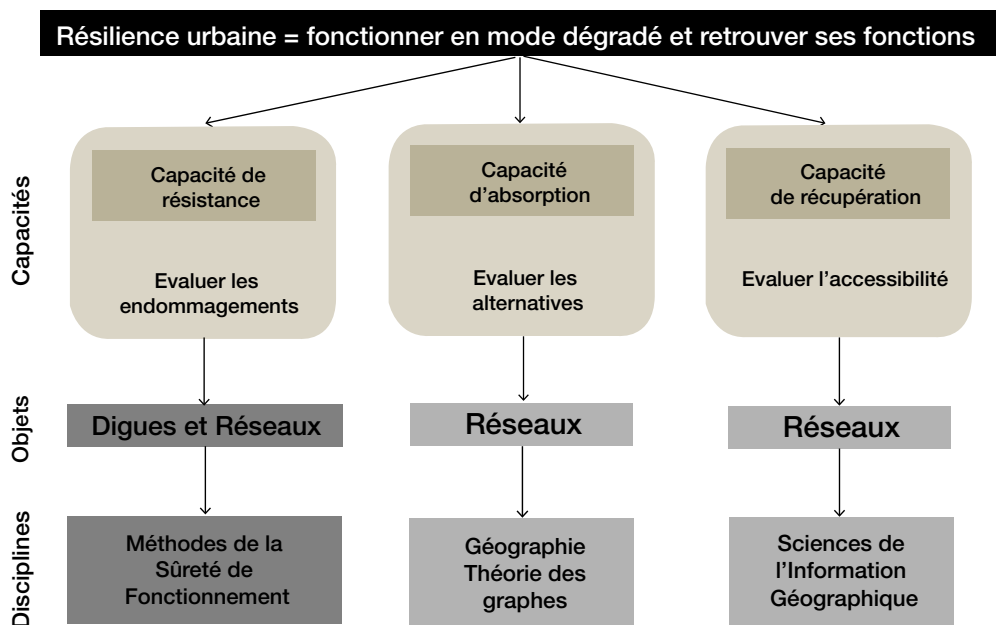 Résilience urbaine = fonctionner en mode dégradé et retrouver ses fonctions
Capacités
Capacité de
résistance
Evaluer les
endommagements
Capacité
d'absorption
Evaluer les
alternatives
Capacité
de récupération
Evaluer l'accessibilité
Objets
Digues et Réseaux
Réseaux
Réseaux
Disciplines
Méthodes de la
Sûreté de
Fonctionnement
Géographie
Théorie des
graphes
Sciences de
l'Information
Géographique